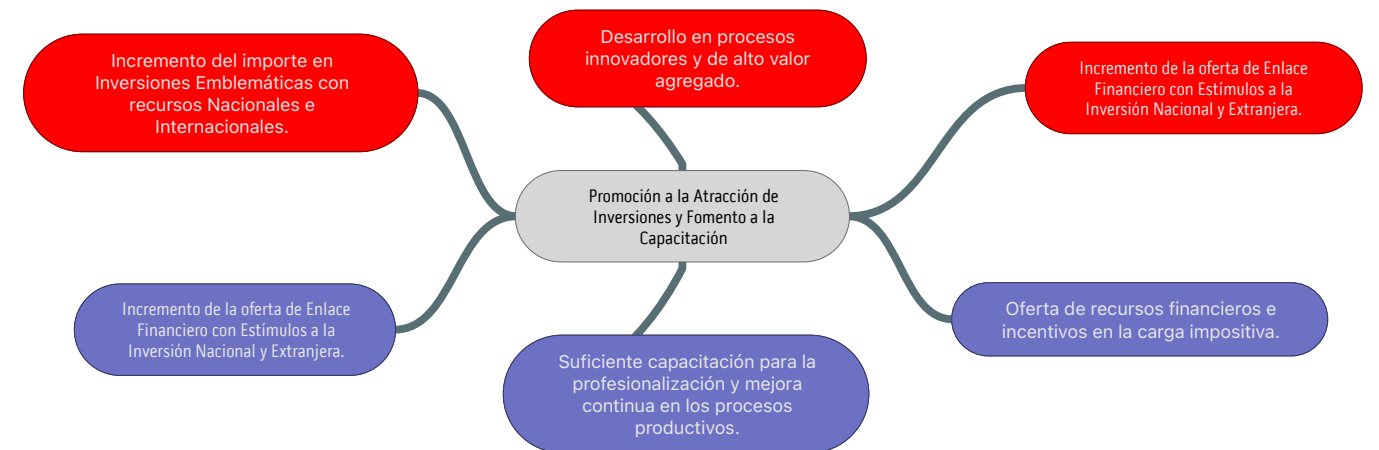 Incremento del importe en
Inversiones Emblemáticas con
recursos Nacionales e
Internacionales.
Desarrollo en procesos
innovadores y de alto valor
agregado.
Incremento de la oferta de Enlace
Financiero con Estímulos a la
Inversión Nacional y Extranjera.
Promoción a la Atracción de
Inversiones y Fomento a la
Capacitación
Incremento de la oferta de Enlace
Financiero con Estímulos a la
Inversión Nacional y Extranjera.
Suficiente capacitación para la
profesionalización y mejora
continua en los procesos
productivos.
Oferta de recursos financieros e
incentivos en la carga impositiva.